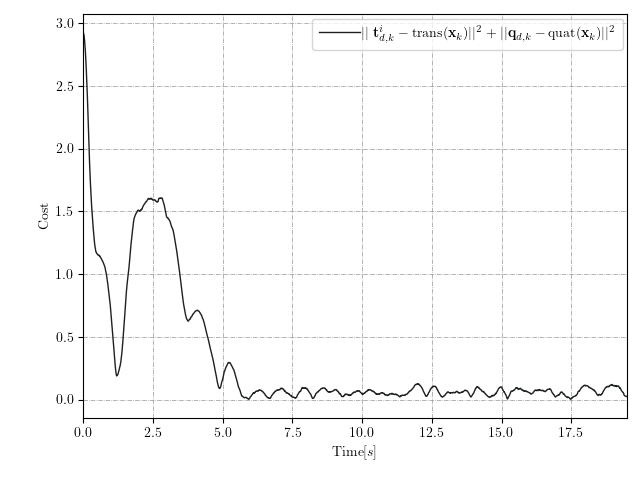 3.0
|| t^i_{d,k} − trans(x_k)||² + ||q_{d,k} − quat(x_k)||²
2.5
2.0
1.5
Cost
1.0
0.5
0.0
0.0 2.5 5.0 7.5 10.0 12.5 15.0 17.5
Time[s]